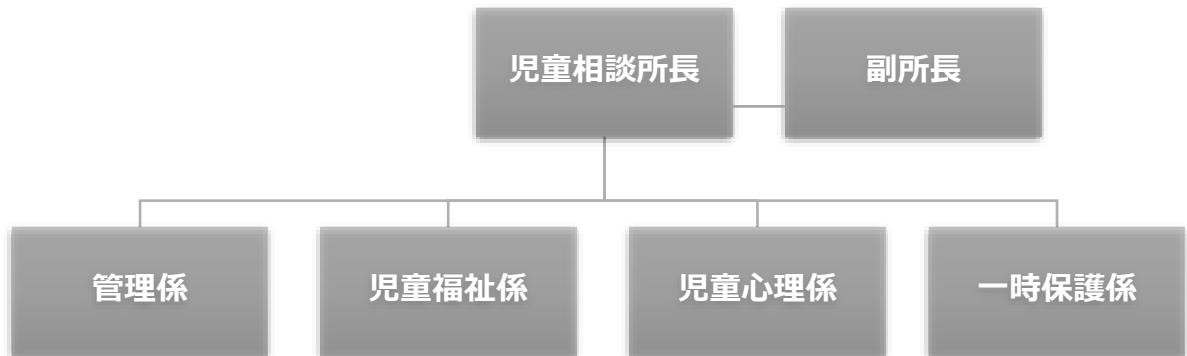 児童相談所長
副所長
管理係
児童福祉係
児童心理係
一時保護係